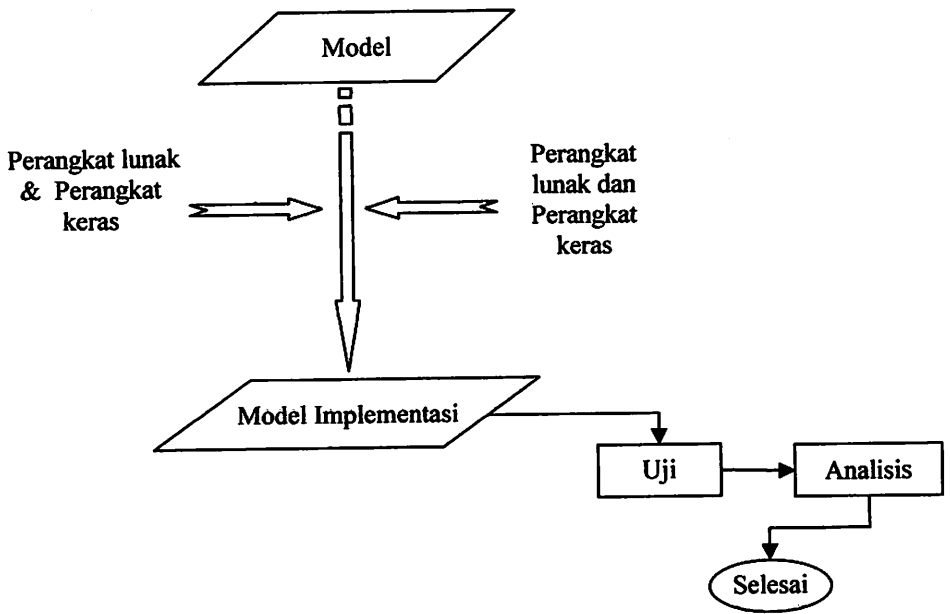 Model
Perangkat lunak
& Perangkat
keras
Perangkat
lunak dan
Perangkat
keras
Model Implementasi
Uji
Analisis
Selesai